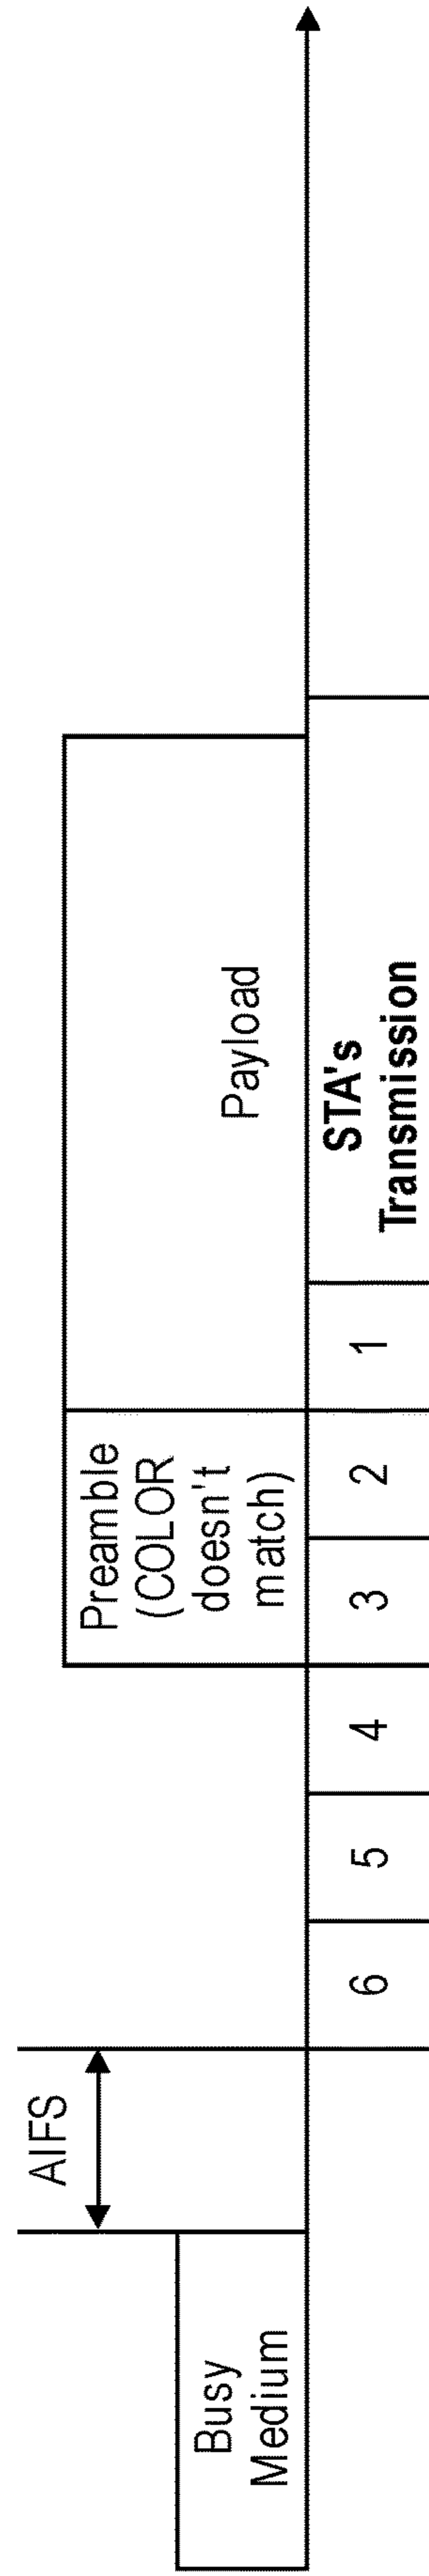 Busy
Medium
AIFS
Preamble
(COLOR
doesn't
match)
Payload
6
5
4
3
2
1
STA's
Transmission